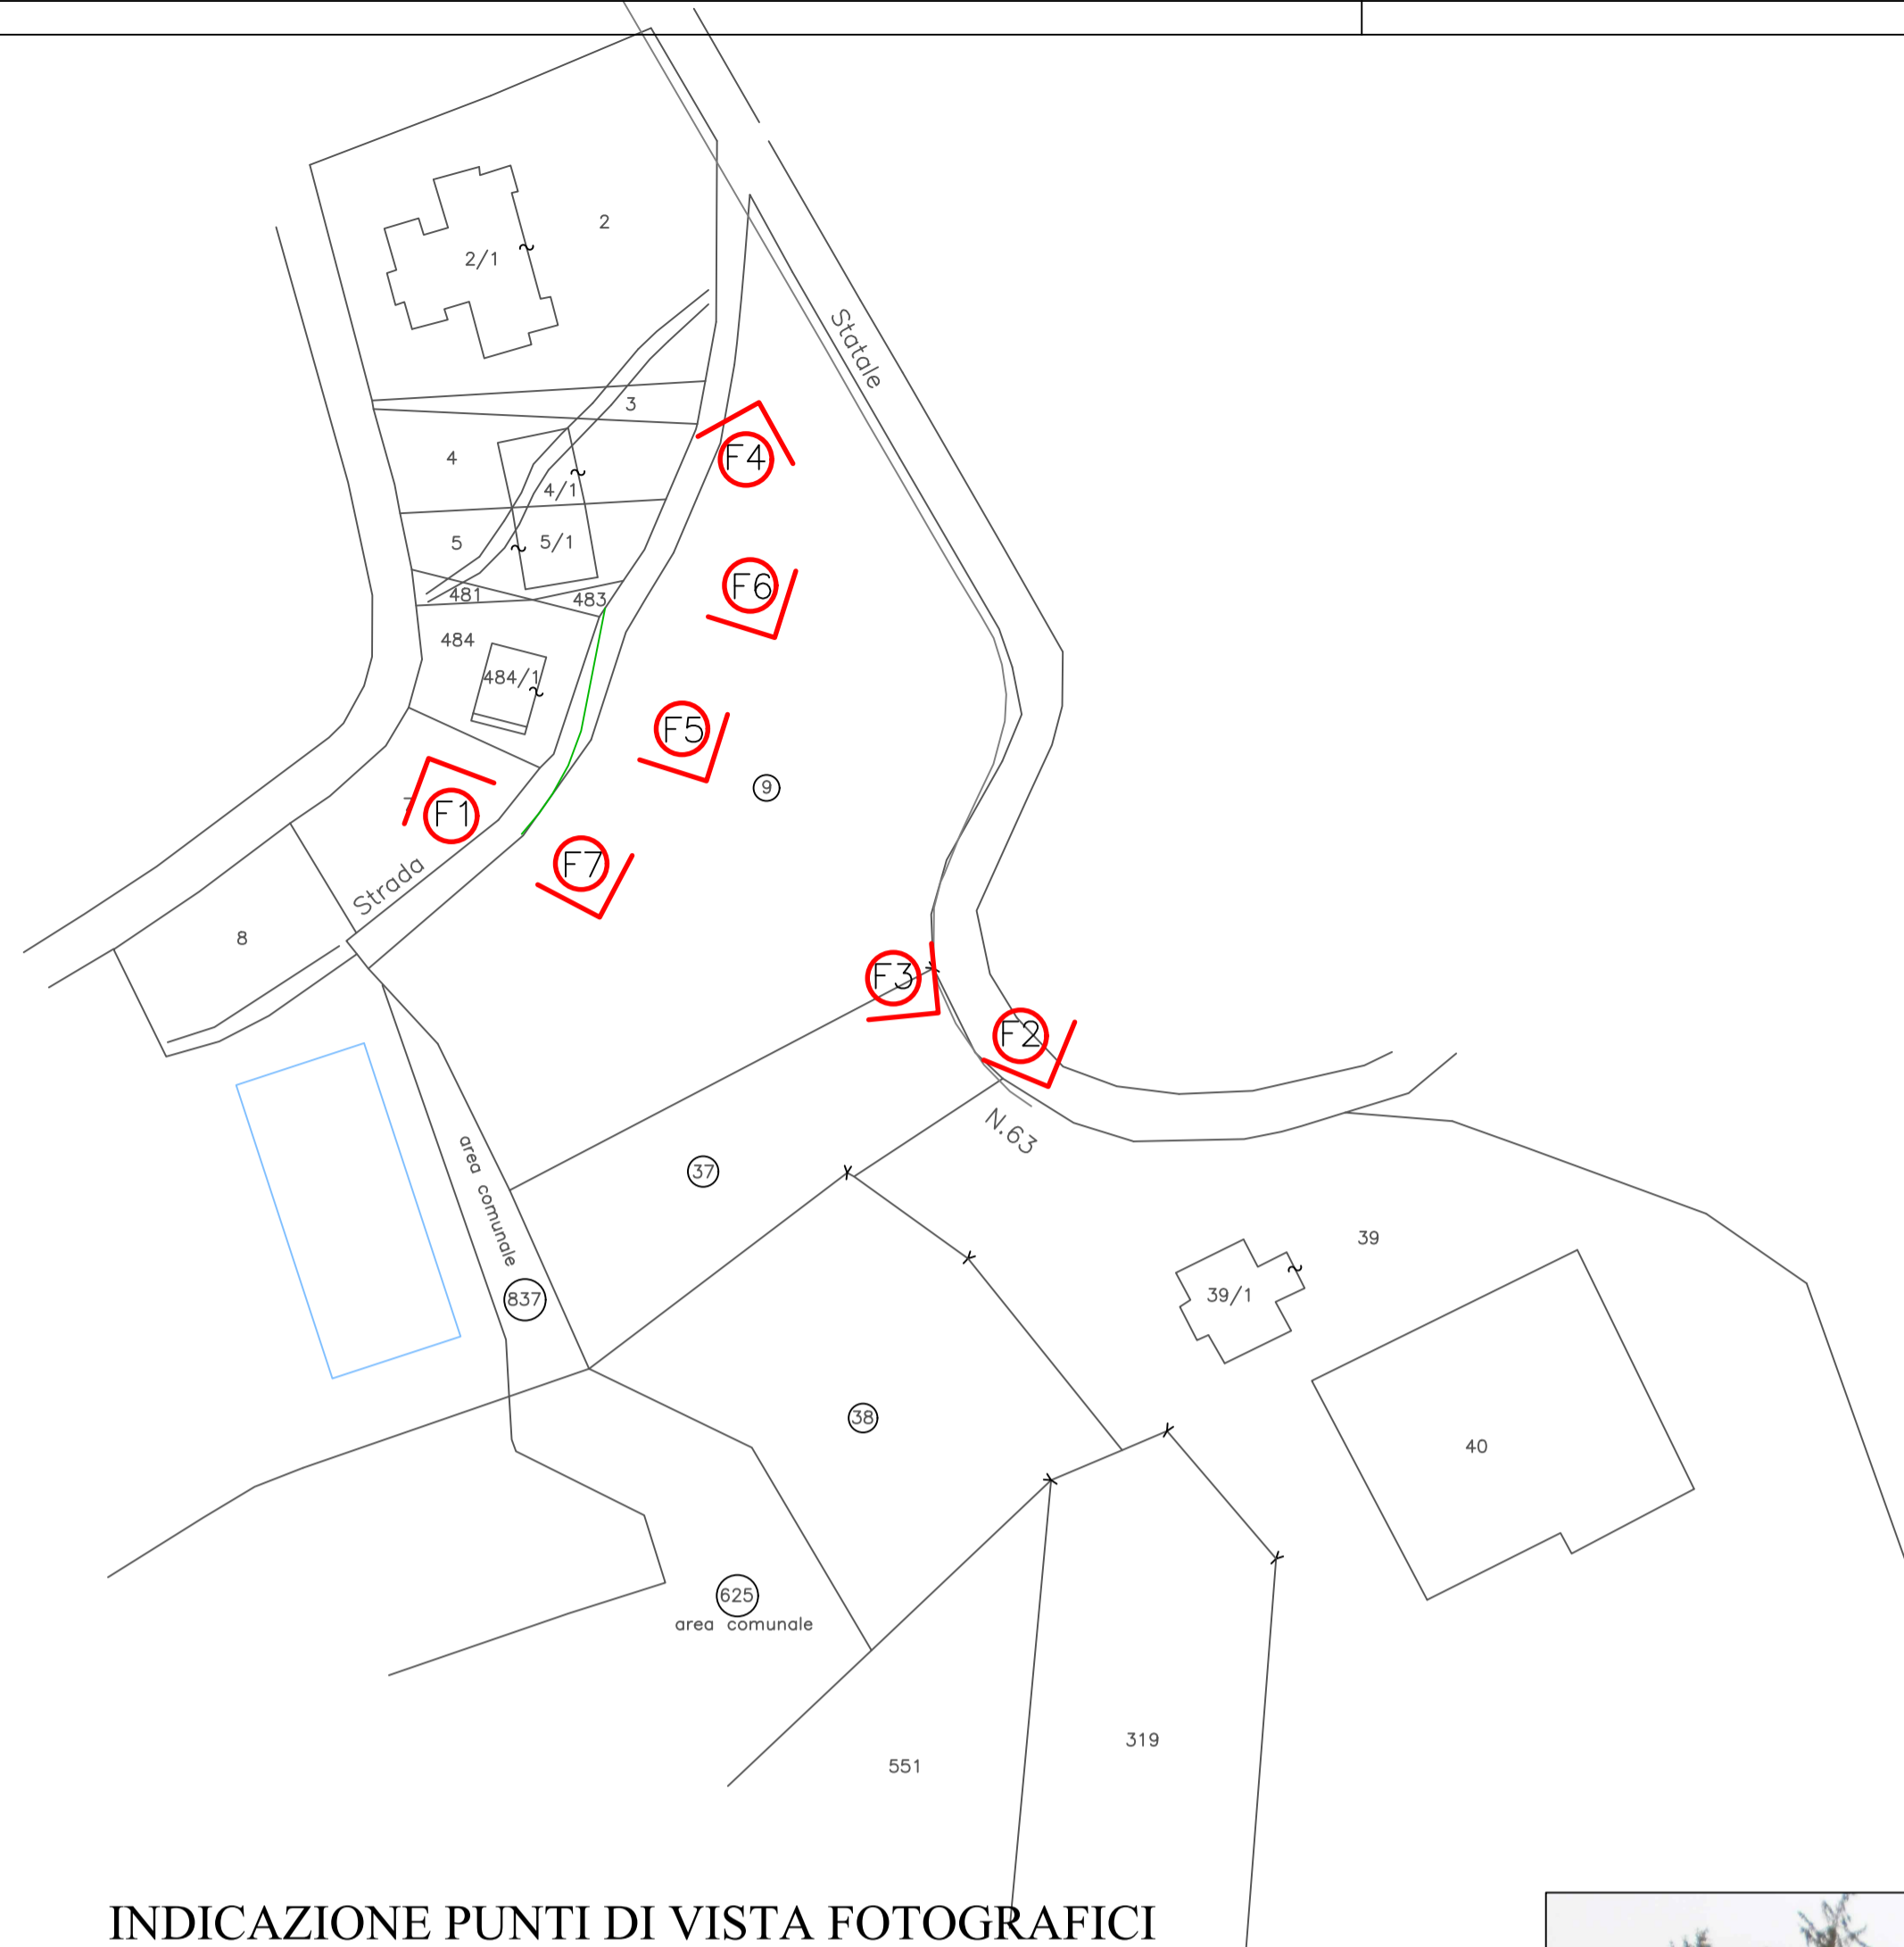 2
2/1
Statale
3
4
F4
4/1
5
5/1
F6
481
483
484
484/1
F5
9
7
F1
F7
Strada
8
F3
F2
N.63
area comunale
37
837
39
39/1
38
40
625
area comunale
319
551
INDICAZIONE PUNTI DI VISTA FOTOGRAFICI